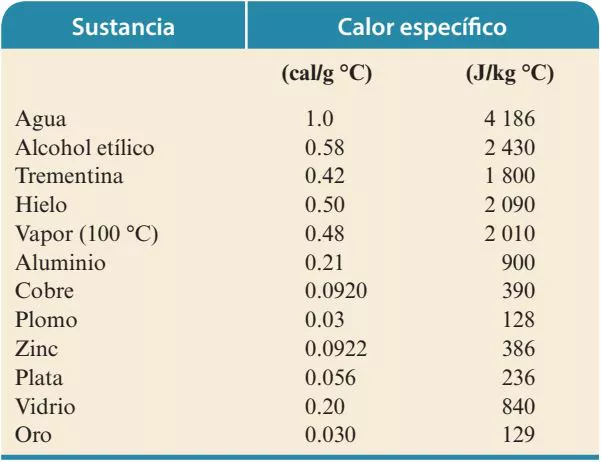 Sustancia Calor específico
(cal/g °C) (J/kg °C)
Agua 1.0 4 186
Alcohol etílico 0.58 2 430
Trementina 0.42 1 800
Hielo 0.50 2 090
Vapor (100 °C) 0.48 2 010
Aluminio 0.21 900
Cobre 0.0920 390
Plomo 0.03 128
Zinc 0.0922 386
Plata 0.056 236
Vidrio 0.20 840
Oro 0.030 129